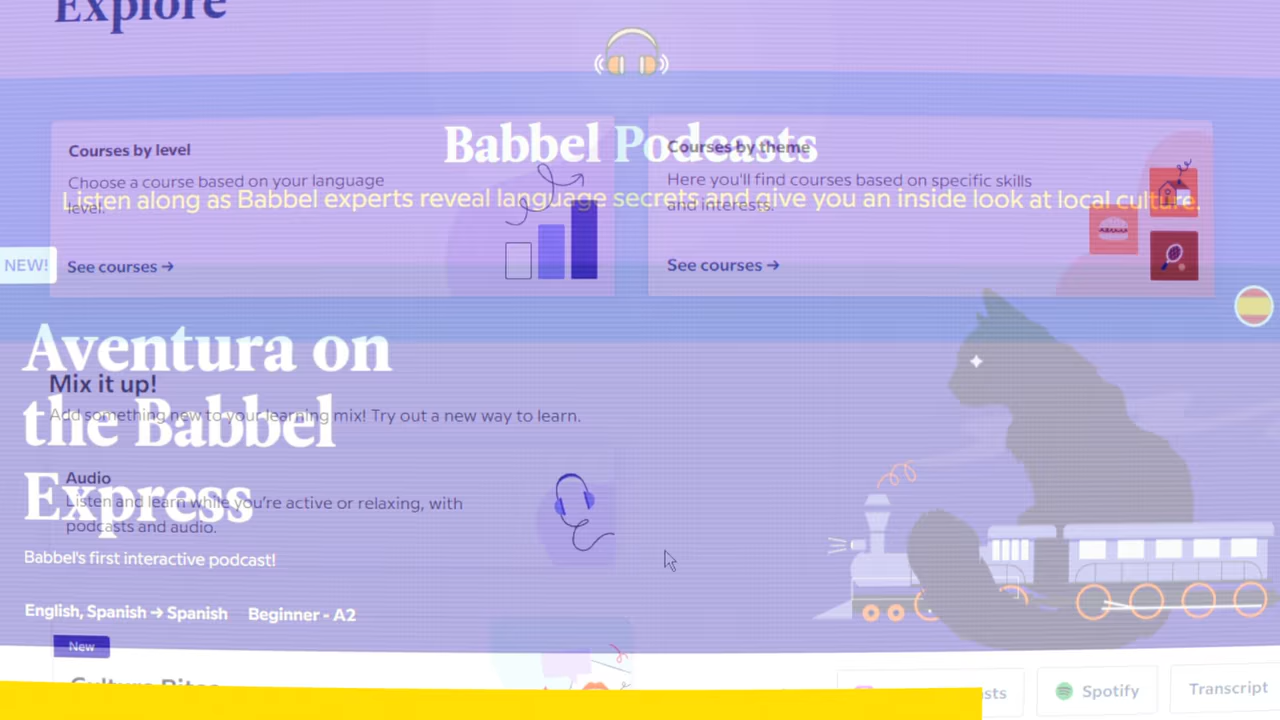 Explore
Babbel Podcasts
Listen along as Babbel experts reveal language secrets and give you an inside look at local culture.
Courses by level
Choose a course based on your language
level.
See courses →
Courses by theme
Here you'll find courses based on specific skills
and interests.
See courses →
NEW!
Aventura on
the Babbel
Express
Mix it up!
Add something new to your learning mix! Try out a new way to learn.
Audio
Listen and learn while you're active or relaxing, with
podcasts and audio.
Babbel's first interactive podcast!
English, Spanish → Spanish Beginner - A2
New
Culture Bites
Spotify
Transcript